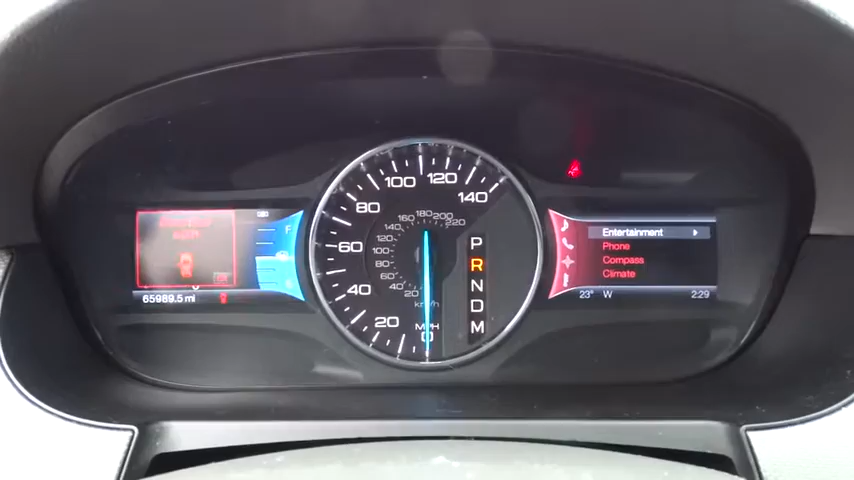 F
65989.5 mi
20
40
60
80
100
120
140
20
40
60
80
100
120
140
160
180
200
220
km/h
MPH
0
P
R
N
D
M
Entertainment
Phone
Compass
Climate
23° W
2:29